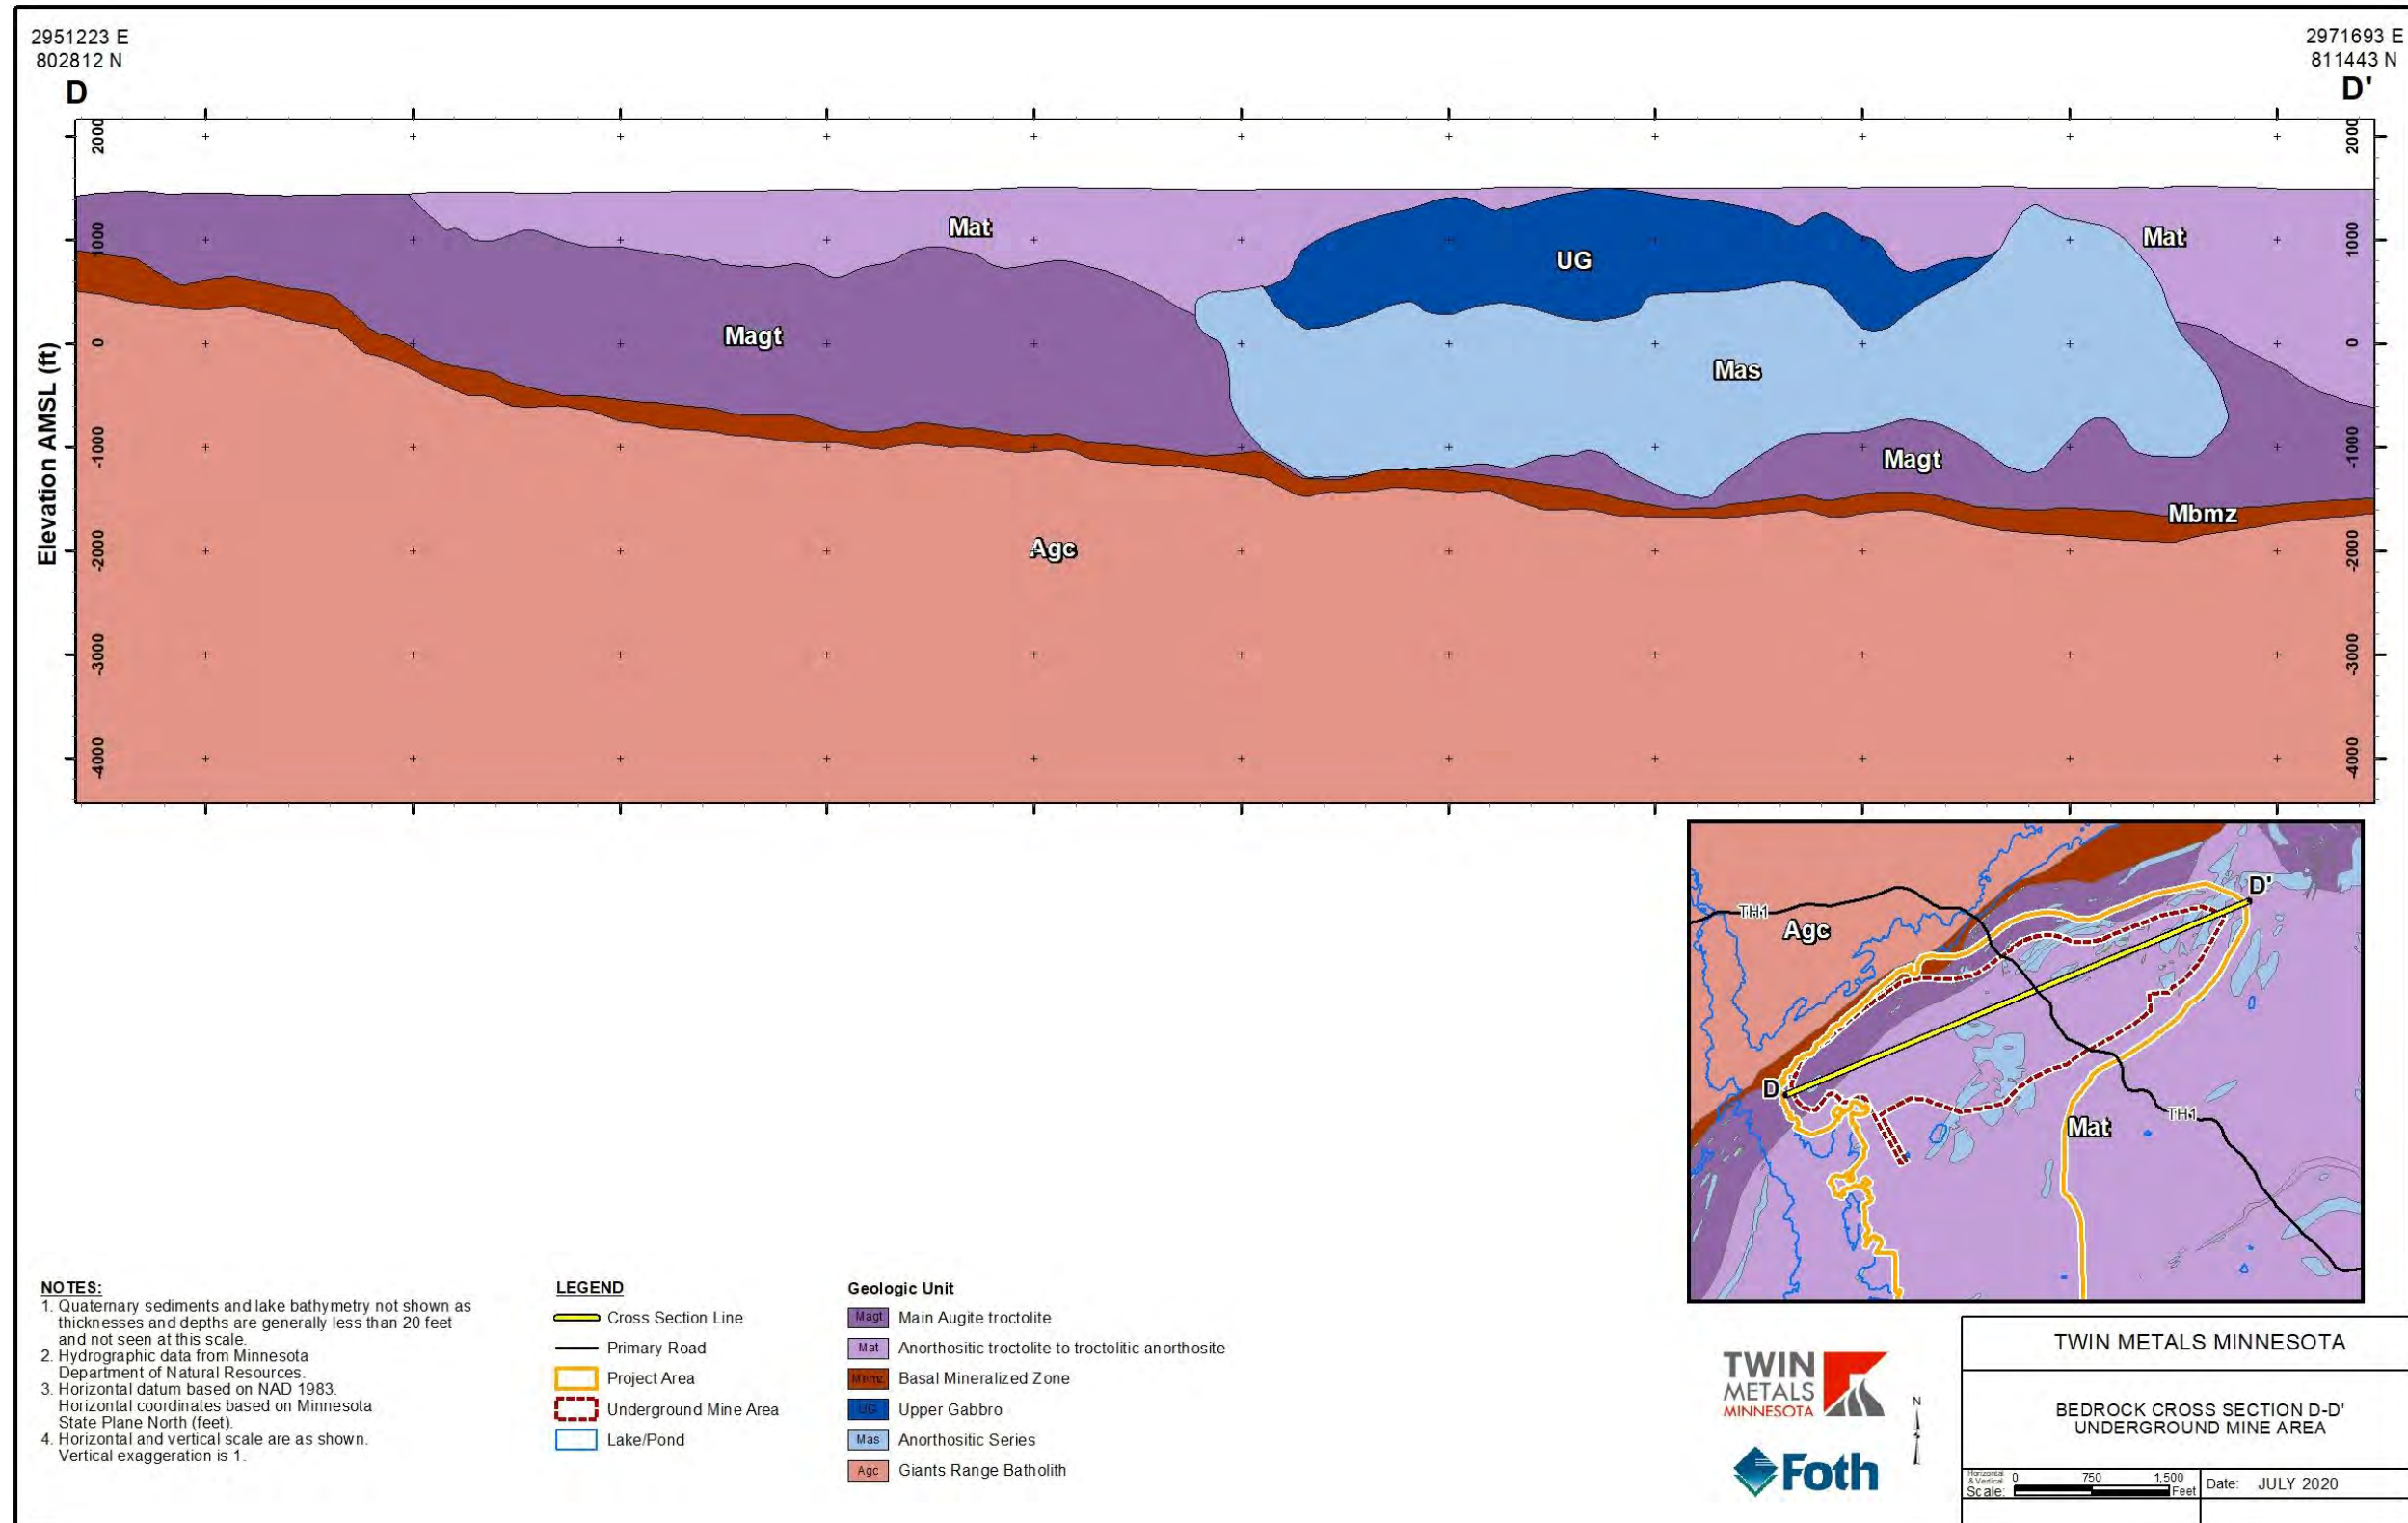 2951223 E
802812 N
D
2971693 E
811443 N
D'
Elevation AMSL (ft)
2000
1000
0
-1000
-2000
-3000
-4000
2000
1000
0
-1000
-2000
-3000
-4000
Mat
UG
Mat
Magt
Mas
Magt
Mbmz
Agc
D'
TH1
Agc
D
TH1
Mat
NOTES:
1. Quaternary sediments and lake bathymetry not shown as
thicknesses and depths are generally less than 20 feet
and not seen at this scale.
2. Hydrographic data from Minnesota
Department of Natural Resources.
3. Horizontal datum based on NAD 1983.
Horizontal coordinates based on Minnesota
State Plane North (feet).
4. Horizontal and vertical scale are as shown.
Vertical exaggeration is 1.
LEGEND
Cross Section Line
Primary Road
Project Area
Underground Mine Area
Lake/Pond
Geologic Unit
Magt Main Augite troctolite
Mat Anorthositic troctolite to troctolitic anorthosite
Mbmz Basal Mineralized Zone
UG Upper Gabbro
Mas Anorthositic Series
Agc Giants Range Batholith
TWIN
METALS
MINNESOTA
N
Foth
TWIN METALS MINNESOTA
BEDROCK CROSS SECTION D-D'
UNDERGROUND MINE AREA
Horizontal
& Vertical
Scale: 0 750 1,500
Feet
Date: JULY 2020